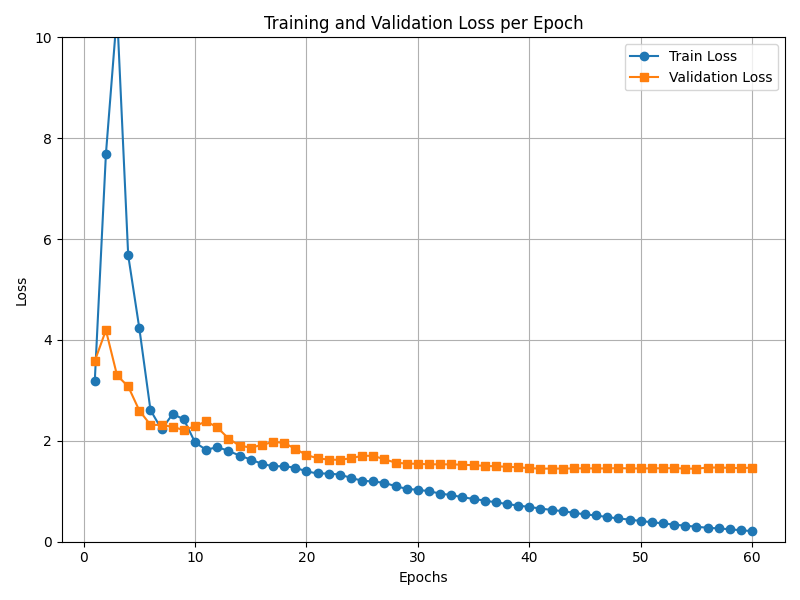 Training and Validation Loss per Epoch
Train Loss
Validation Loss
10
8
6
4
2
0
Loss
0 10 20 30 40 50 60
Epochs